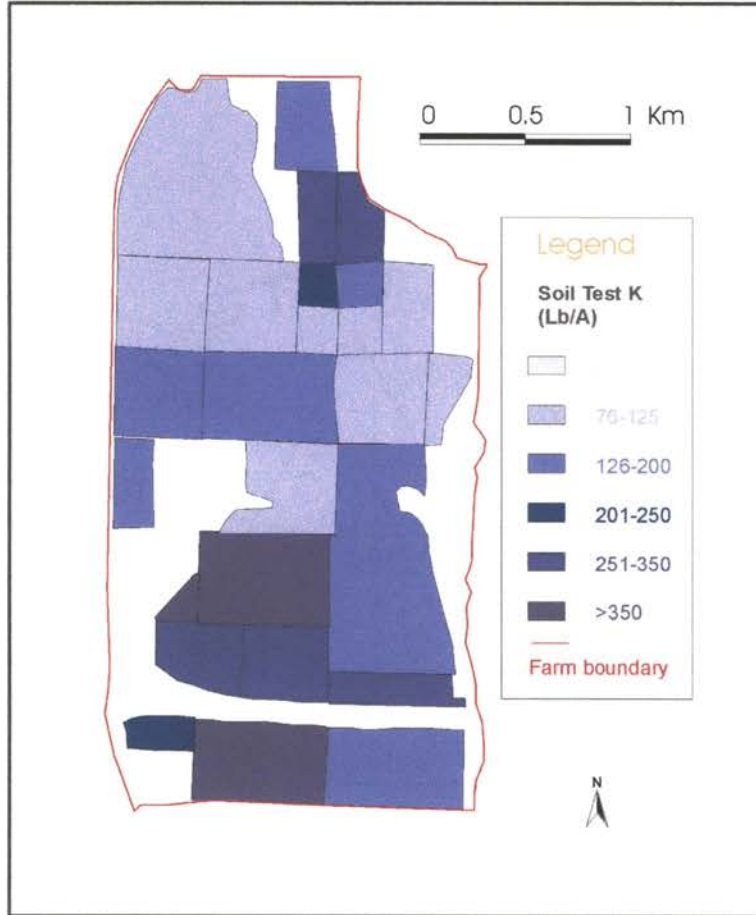 0 0.5 1 Km
Legend
Soil Test K
(Lb/A)
76-125
126-200
201-250
251-350
>350
Farm boundary
N